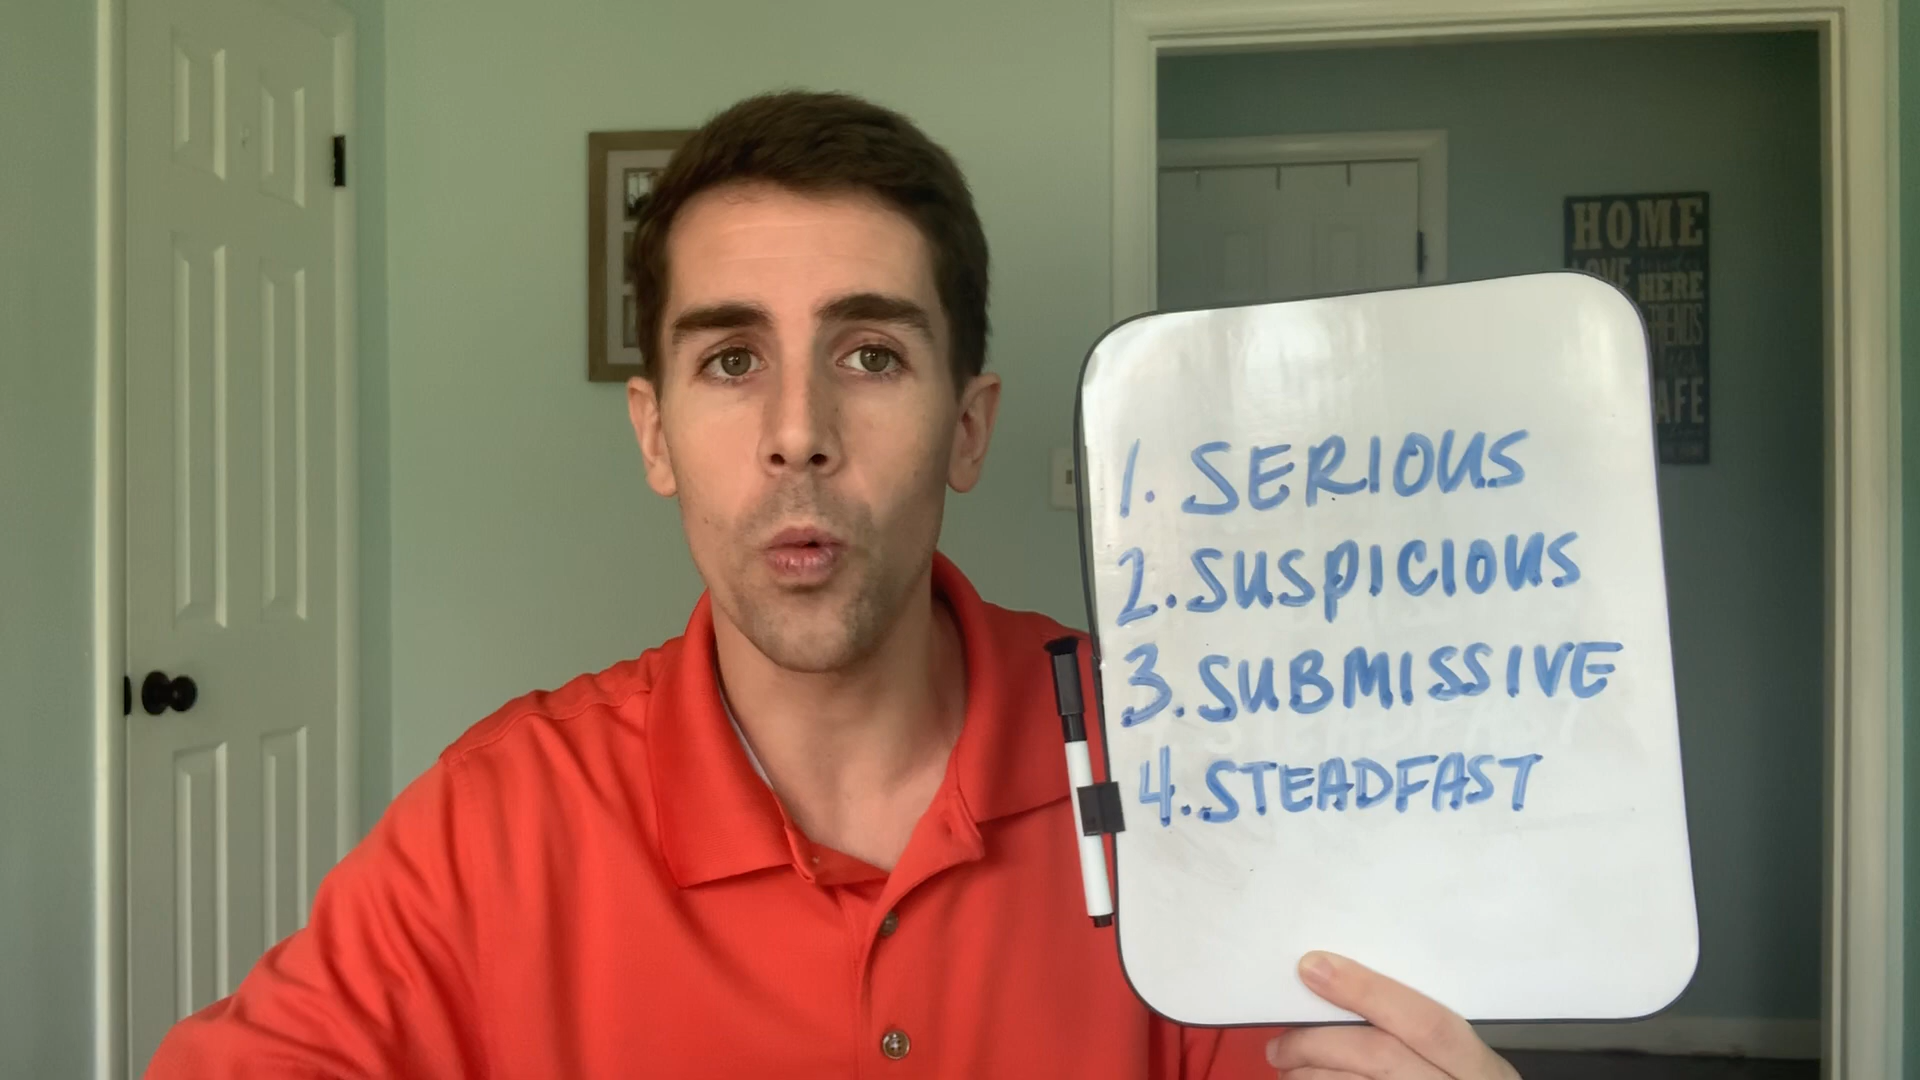 HOME
HERE
1. SERIOUS
2. SUSPICIOUS
3. SUBMISSIVE
4. STEADFAST